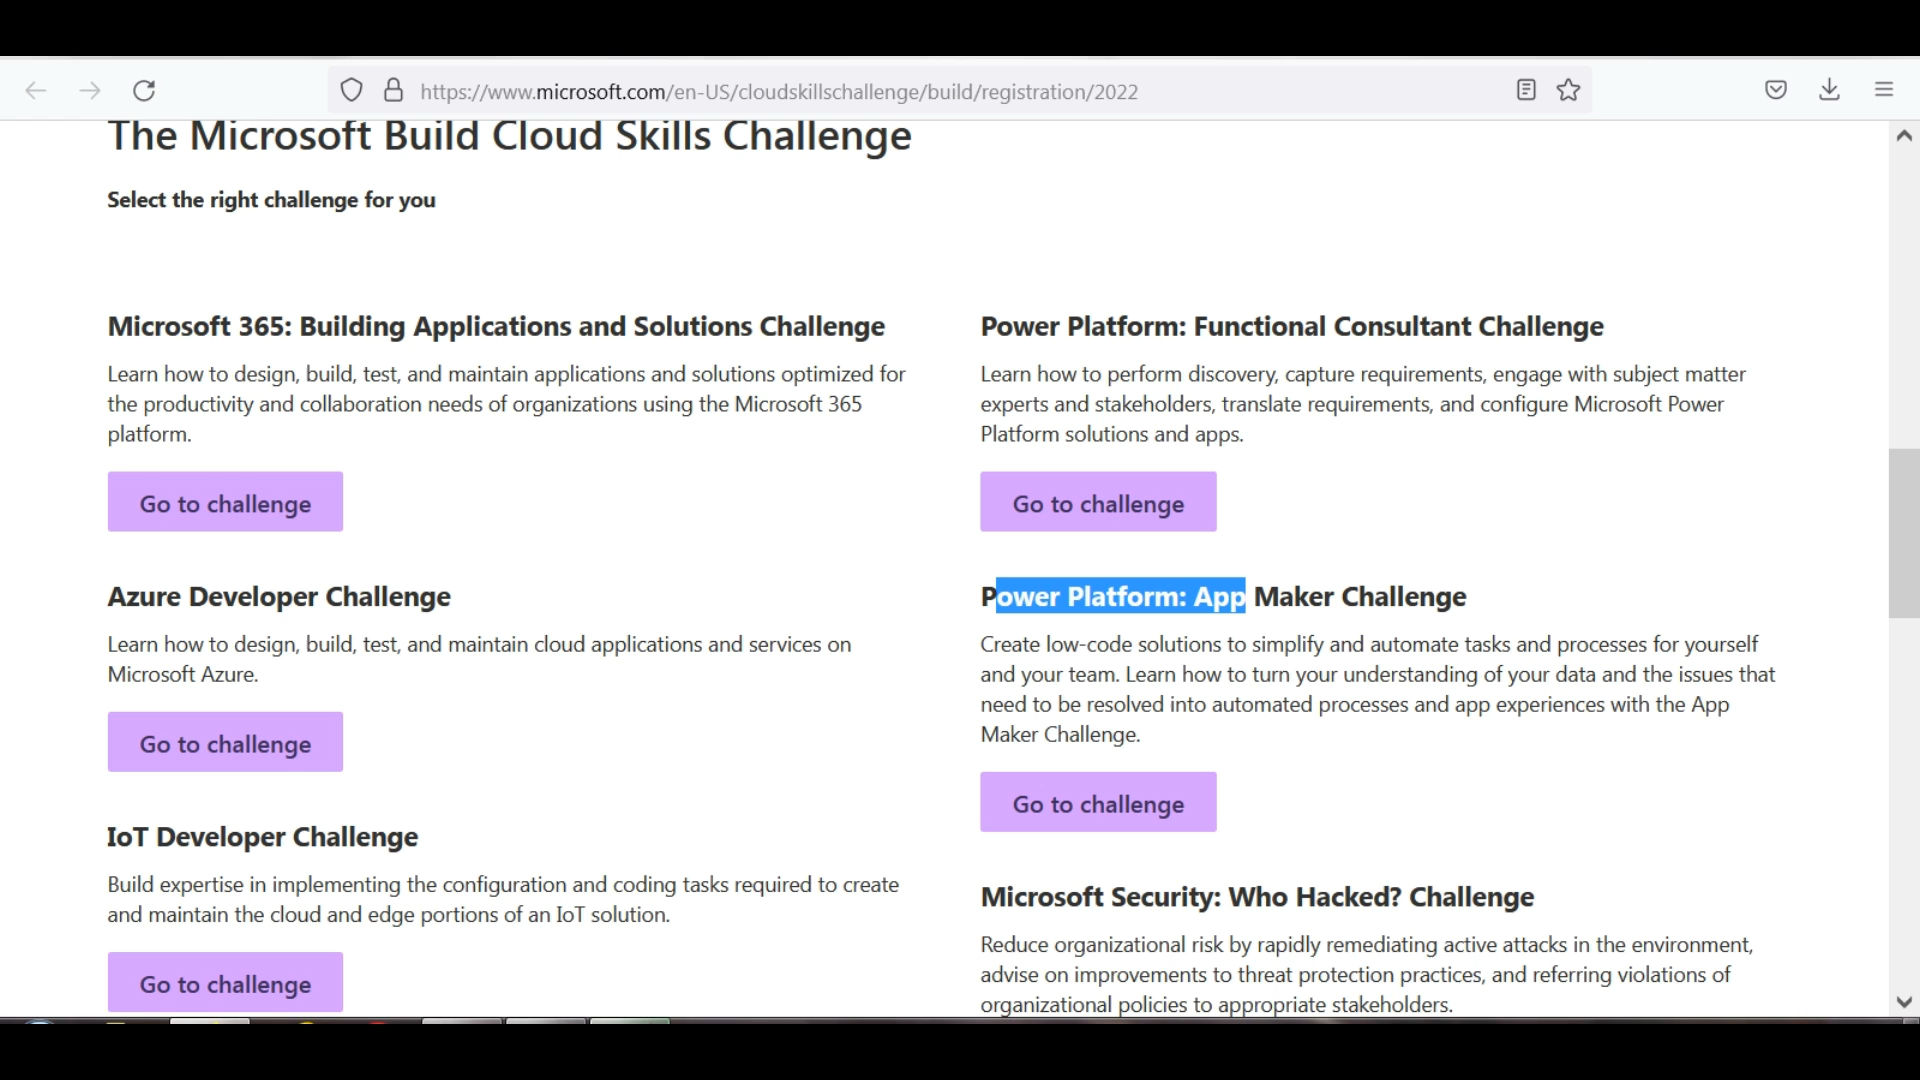 https://www.microsoft.com/en-US/cloudskillschallenge/build/registration/2022
The Microsoft Build Cloud Skills Challenge
Select the right challenge for you
Microsoft 365: Building Applications and Solutions Challenge
Learn how to design, build, test, and maintain applications and solutions optimized for
the productivity and collaboration needs of organizations using the Microsoft 365
platform.
Go to challenge
Azure Developer Challenge
Learn how to design, build, test, and maintain cloud applications and services on
Microsoft Azure.
Go to challenge
IoT Developer Challenge
Build expertise in implementing the configuration and coding tasks required to create
and maintain the cloud and edge portions of an IoT solution.
Go to challenge
Power Platform: Functional Consultant Challenge
Learn how to perform discovery, capture requirements, engage with subject matter
experts and stakeholders, translate requirements, and configure Microsoft Power
Platform solutions and apps.
Go to challenge
Power Platform: App Maker Challenge
Create low-code solutions to simplify and automate tasks and processes for yourself
and your team. Learn how to turn your understanding of your data and the issues that
need to be resolved into automated processes and app experiences with the App
Maker Challenge.
Go to challenge
Microsoft Security: Who Hacked? Challenge
Reduce organizational risk by rapidly remediating active attacks in the environment,
advise on improvements to threat protection practices, and referring violations of
organizational policies to appropriate stakeholders.